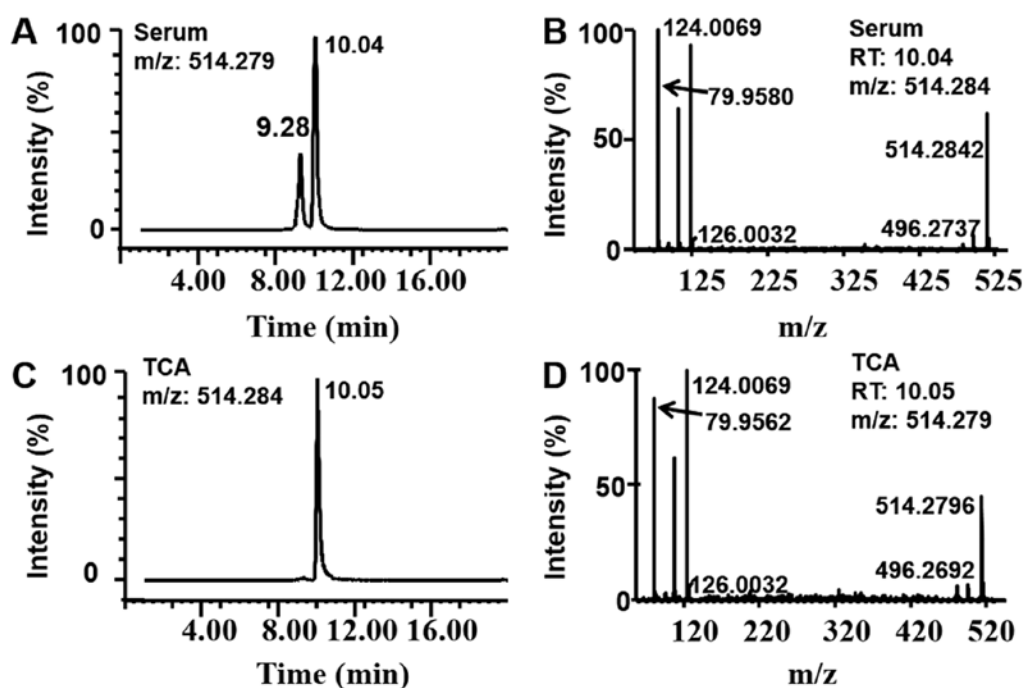 A
Serum
m/z: 514.279
100
0
9.28
10.04
Intensity (%)
4.00 8.00 12.00 16.00
Time (min)
B
Serum
RT: 10.04
m/z: 514.284
100
50
0
124.0069
79.9580
126.0032
514.2842
496.2737
Intensity (%)
125 225 325 425 525
m/z
C
TCA
m/z: 514.284
100
0
10.05
Intensity (%)
4.00 8.00 12.00 16.00
Time (min)
D
TCA
RT: 10.05
m/z: 514.279
100
50
0
124.0069
79.9562
126.0032
514.2796
496.2692
Intensity (%)
120 220 320 420 520
m/z